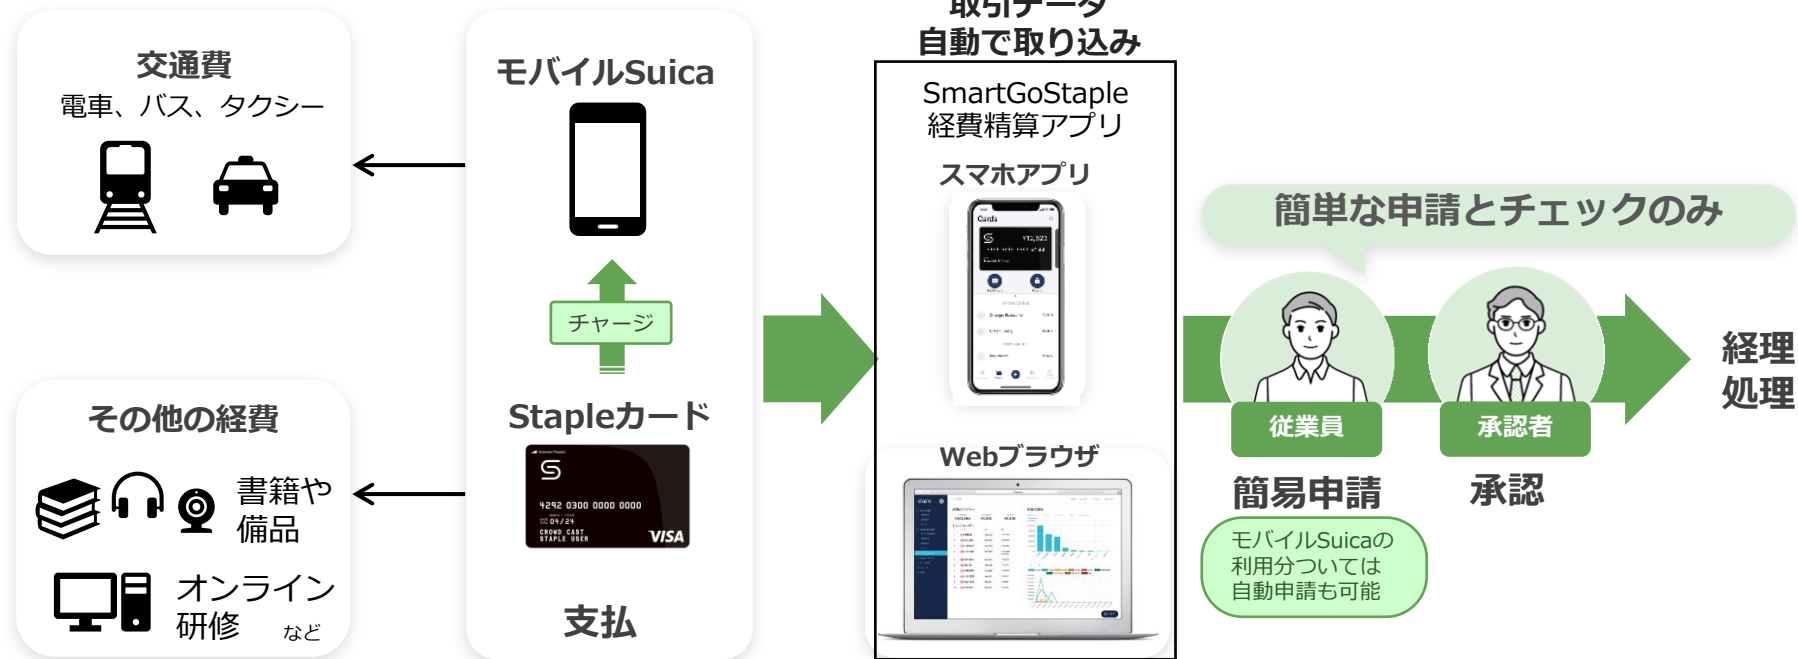 交通費
電車、バス、タクシー
その他の経費
書籍や
備品
オンライン
研修 など
モバイルSuica
チャージ
Stapleカード
4292 0300 0000 0000
09/24
CROWD CAST
STAPLE USER
VISA
支払
取引データ
自動で取り込み
SmartGoStaple
経費精算アプリ
スマホアプリ
Cards
¥12,523
Webブラウザ
簡単な申請とチェックのみ
従業員
承認者
簡易申請
承認
モバイルSuicaの
利用分ついては
自動申請も可能
経理
処理